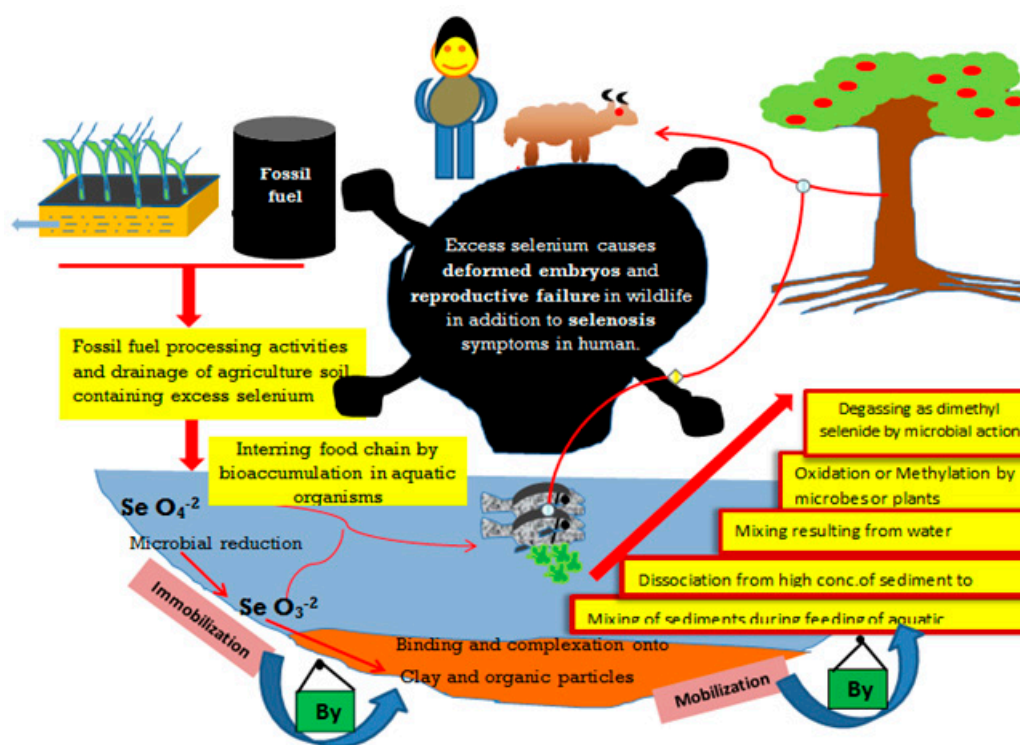 Fossil
fuel
Excess selenium causes
deformed embryos and
reproductive failure in wildlife
in addition to selenosis
symptoms in human.
Fossil fuel processing activities
and drainage of agriculture soil
containing excess selenium
Interring food chain by
bioaccumulation in aquatic
organisms
Degassing as dimethyl
selenide by microbial action
Oxidation or Methylation by
microbes or plants
Mixing resulting from water
Dissociation from high conc.of sediment to
Mixing of sediments during feeding of aquatic
Se O₄⁻²
Microbial reduction
Se O₃⁻²
Immobilization
Binding and complexation onto
Clay and organic particles
By
Mobilization
By